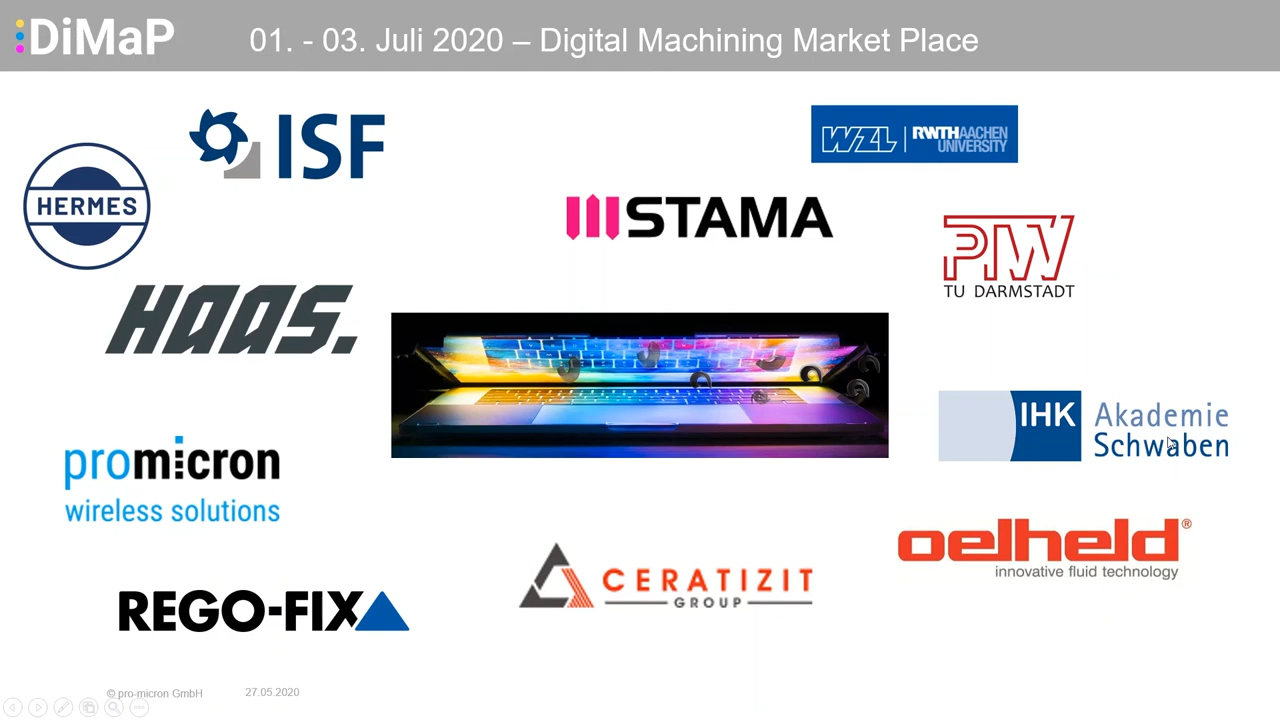 DiMaP
01. - 03. Juli 2020 – Digital Machining Market Place
ISF
WZL RWTHAACHEN
UNIVERSITY
HERMES
STAMA
PTW
TU DARMSTADT
HAAS.
IHK Akademie
Schwaben
promicron
wireless solutions
oelheld®
innovative fluid technology
CERATIZIT
GROUP
REGO-FIX
© pro-micron GmbH 27.05.2020